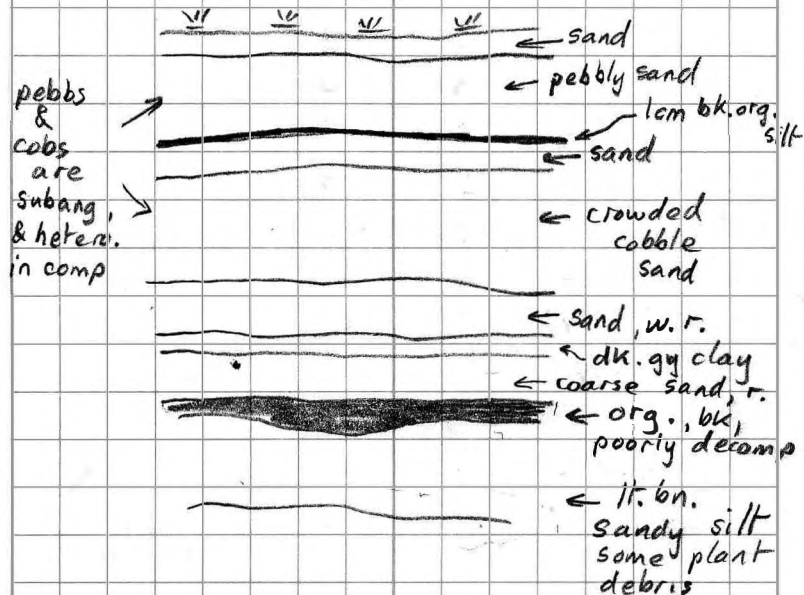 sand
pebbly sand
1cm bk. org.
silt
sand
pebbs
&
cobs
are
subang,
& hetero.
in comp
crowded
cobble
sand
sand, w.r.
dk. gy clay
coarse sand, r.
org., bk,
poorly decomp
lt. bn.
sandy silt
some plant
debris